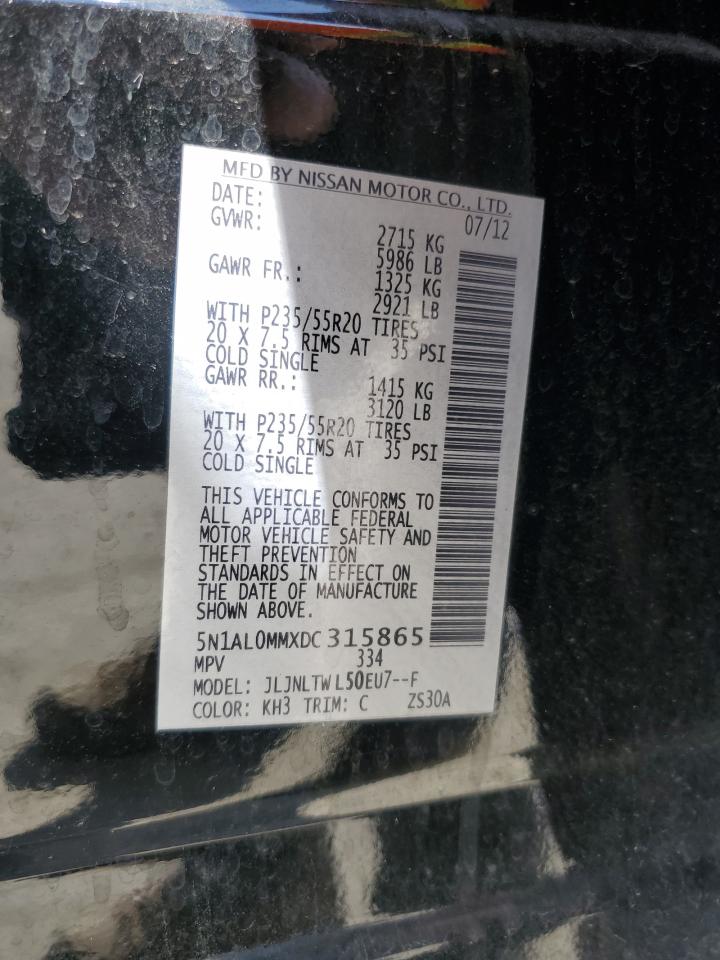 MFD BY NISSAN MOTOR CO., LTD.
DATE: 07/12
GVWR: 2715 KG
5986 LB
GAWR FR.: 1325 KG
2921 LB
WITH P235/55R20 TIRES
20 X 7.5 RIMS AT 35 PSI
COLD SINGLE
GAWR RR.: 1415 KG
3120 LB
WITH P235/55R20 TIRES
20 X 7.5 RIMS AT 35 PSI
COLD SINGLE
THIS VEHICLE CONFORMS TO
ALL APPLICABLE FEDERAL
MOTOR VEHICLE SAFETY AND
THEFT PREVENTION
STANDARDS IN EFFECT ON
THE DATE OF MANUFACTURE
SHOWN ABOVE.
5N1AL0MMXDC315865
MPV 334
MODEL: JLJNLTWL50EU7--F
COLOR: KH3 TRIM: C ZS30A